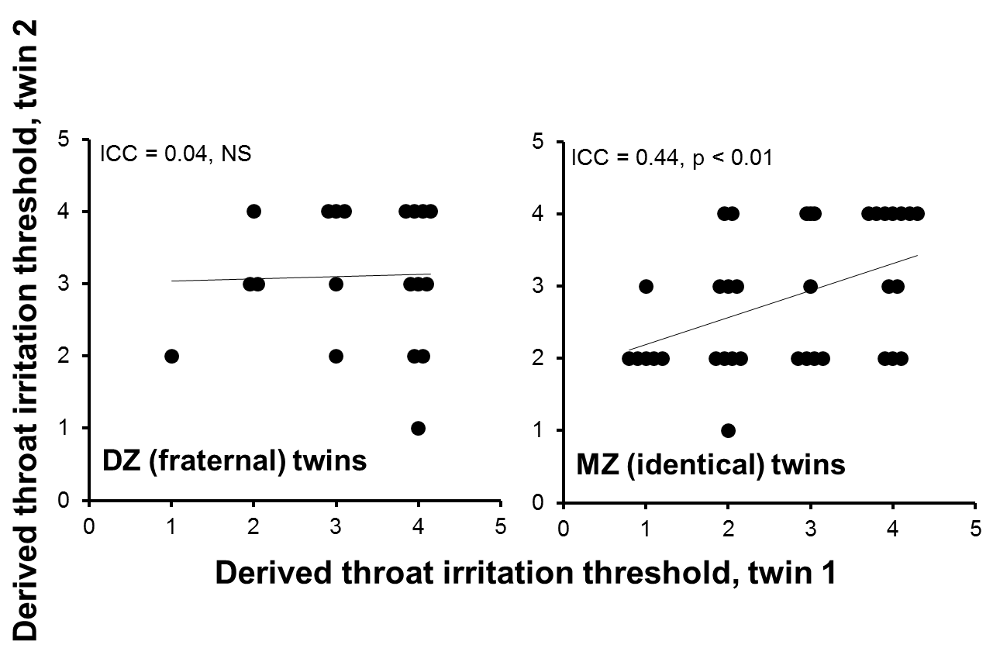 Derived throat irritation threshold, twin 2
5
4
3
2
1
0
ICC = 0.04, NS
DZ (fraternal) twins
0 1 2 3 4 5
5
4
3
2
1
0
ICC = 0.44, p < 0.01
MZ (identical) twins
0 1 2 3 4 5
Derived throat irritation threshold, twin 1